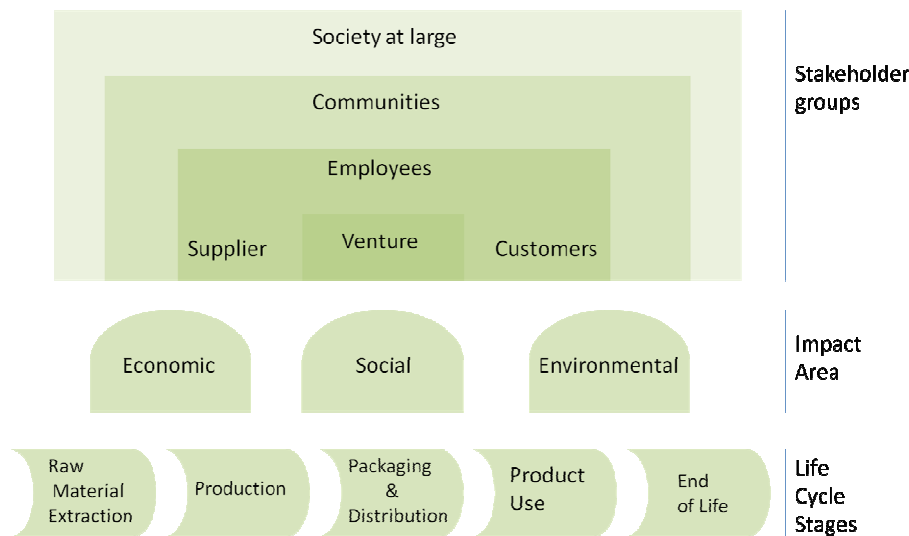 Society at large
Communities
Employees
Supplier
Venture
Customers
Stakeholder
groups
Economic
Social
Environmental
Impact
Area
Raw
Material
Extraction
Production
Packaging
&
Distribution
Product
Use
End
of Life
Life
Cycle
Stages